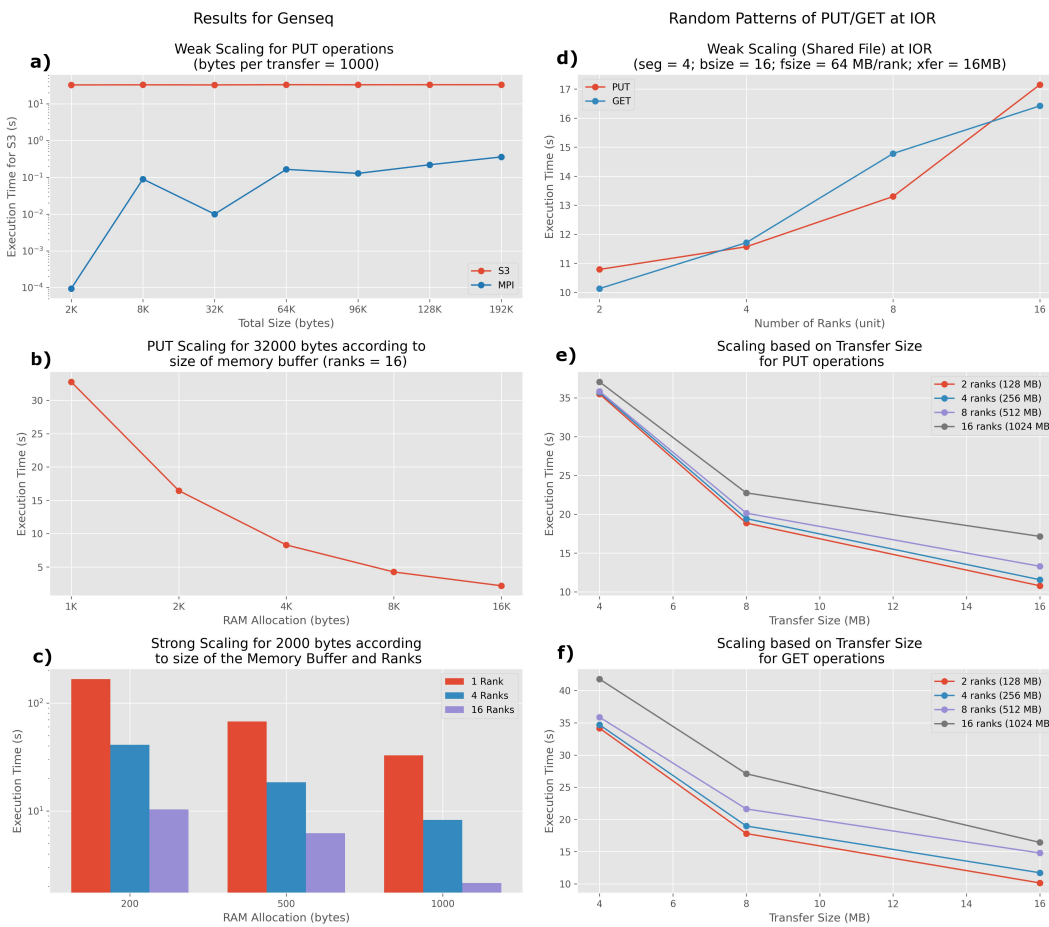 Results for Genseq
a)
Weak Scaling for PUT operations
(bytes per transfer = 1000)
Execution Time for S3 (s)
10¹
10⁰
10⁻¹
10⁻²
10⁻³
10⁻⁴
S3
MPI
2K 8K 32K 64K 96K 128K 192K
Total Size (bytes)
b)
PUT Scaling for 32000 bytes according to
size of memory buffer (ranks = 16)
Execution Time (s)
30
25
20
15
10
5
1K 2K 4K 8K 16K
RAM Allocation (bytes)
c)
Strong Scaling for 2000 bytes according
to size of the Memory Buffer and Ranks
Execution Time (s)
10²
10¹
1 Rank
4 Ranks
16 Ranks
200 500 1000
RAM Allocation (bytes)
Random Patterns of PUT/GET at IOR
d)
Weak Scaling (Shared File) at IOR
(seg = 4; bsize = 16; fsize = 64 MB/rank; xfer = 16MB)
Execution Time (s)
17
16
15
14
13
12
11
10
PUT
GET
2 4 8 16
Number of Ranks (unit)
e)
Scaling based on Transfer Size
for PUT operations
Execution Time (s)
35
30
25
20
15
10
2 ranks (128 MB)
4 ranks (256 MB)
8 ranks (512 MB)
16 ranks (1024 MB
4 6 8 10 12 14 16
Transfer Size (MB)
f)
Scaling based on Transfer Size
for GET operations
Execution Time (s)
40
35
30
25
20
15
10
2 ranks (128 MB)
4 ranks (256 MB)
8 ranks (512 MB)
16 ranks (1024 MB
4 6 8 10 12 14 16
Transfer Size (MB)